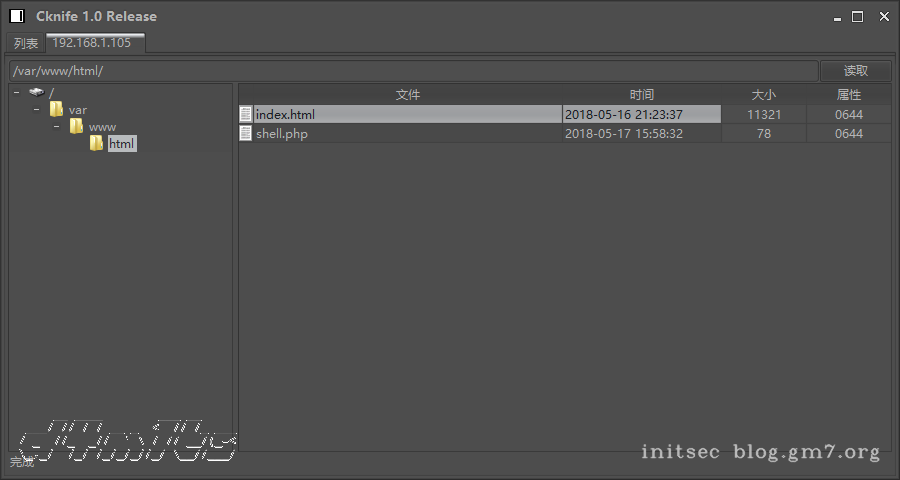 Cknife 1.0 Release
列表 192.168.1.105
/var/www/html/ 读取
/ 文件 时间 大小 属性
var index.html 2018-05-16 21:23:37 11321 0644
www shell.php 2018-05-17 15:58:32 78 0644
html
initsec blog.gm7.org
完成